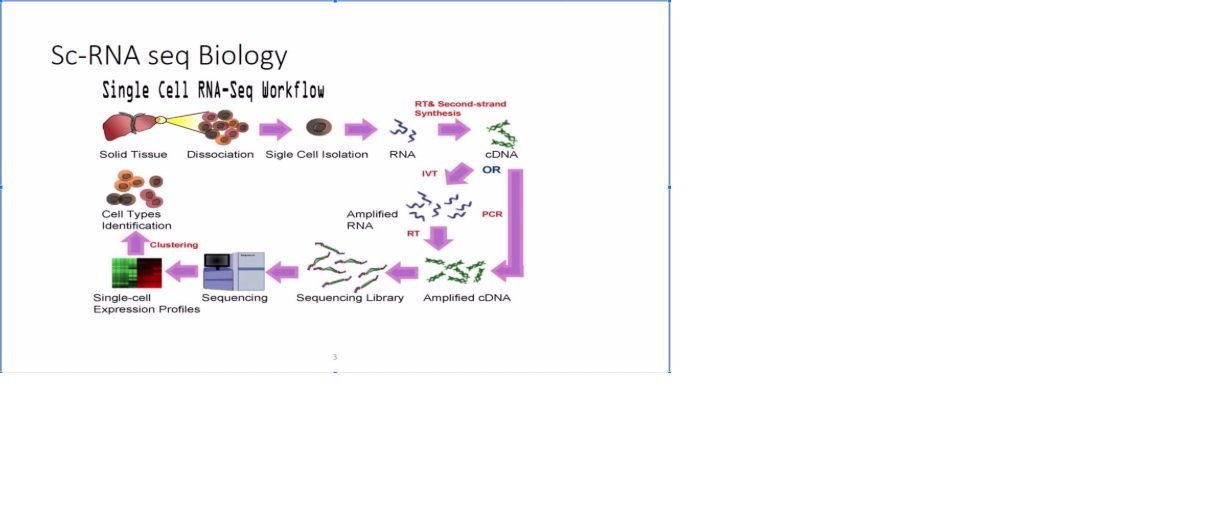 Sc-RNA seq Biology
Single Cell RNA-Seq Workflow
RT& Second-strand
Synthesis
Solid Tissue
Dissociation
Sigle Cell Isolation
RNA
cDNA
IVT
OR
Cell Types
Identification
Amplified
RNA
PCR
RT
Clustering
Single-cell
Expression Profiles
Sequencing
Sequencing Library
Amplified cDNA
3